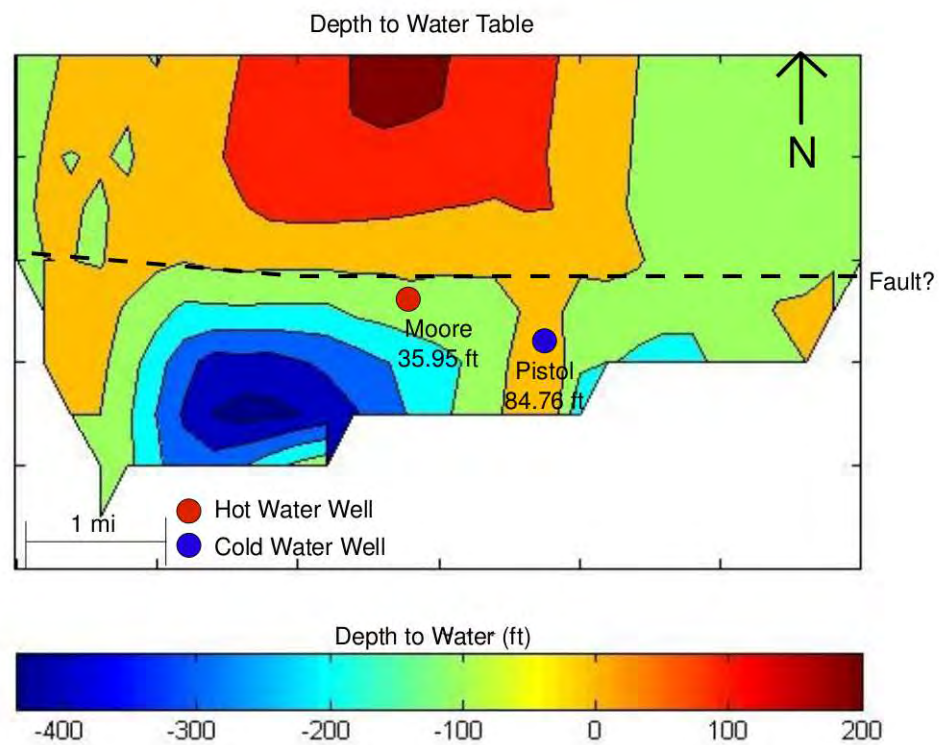 Depth to Water Table
N
Fault?
Moore
35.95 ft
Pistol
84.76 ft
1 mi
Hot Water Well
Cold Water Well
Depth to Water (ft)
-400 -300 -200 -100 0 100 200